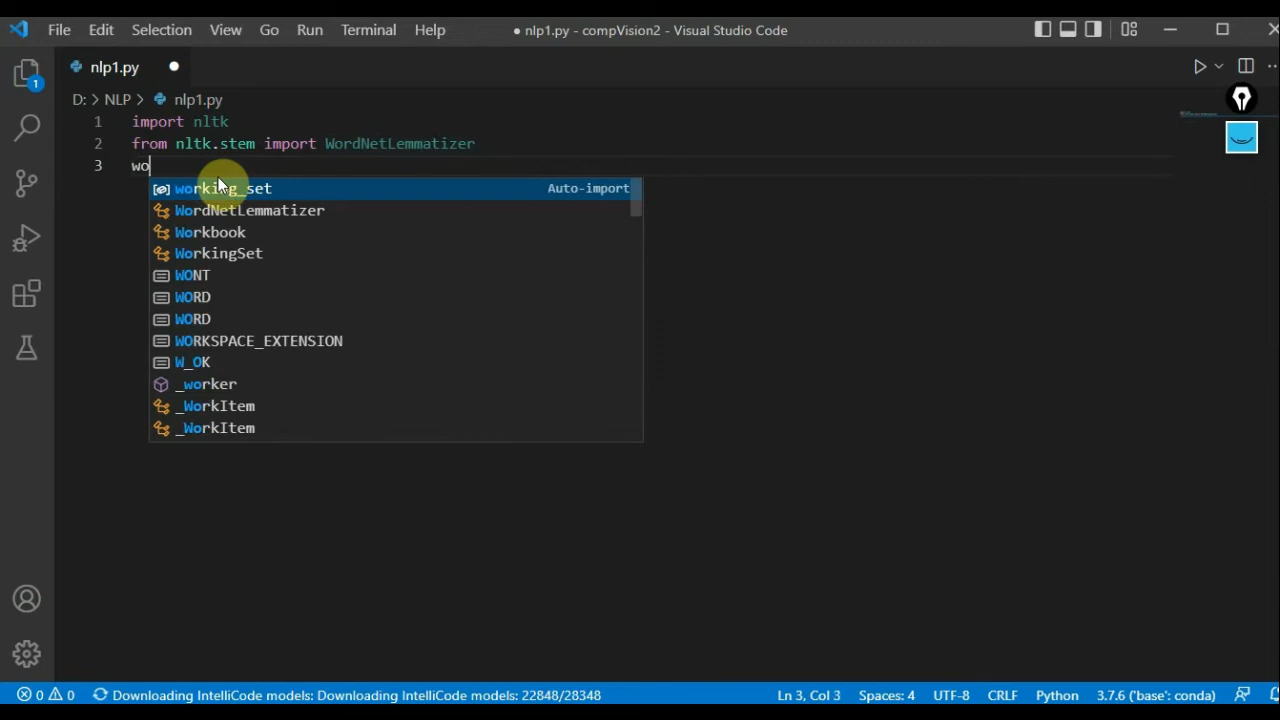 File Edit Selection View Go Run Terminal Help ● nlp1.py - compVision2 - Visual Studio Code
nlp1.py
D: > NLP > nlp1.py
1 import nltk
2 from nltk.stem import WordNetLemmatizer
3 wo
working_set Auto-import
WordNetLemmatizer
Workbook
WorkingSet
WONT
WORD
WORD
WORKSPACE_EXTENSION
W_OK
_worker
_WorkItem
_WorkItem
1
0 0 Downloading IntelliCode models: Downloading IntelliCode models: 22848/28348 Ln 3, Col 3 Spaces: 4 UTF-8 CRLF Python 3.7.6 ('base': conda)